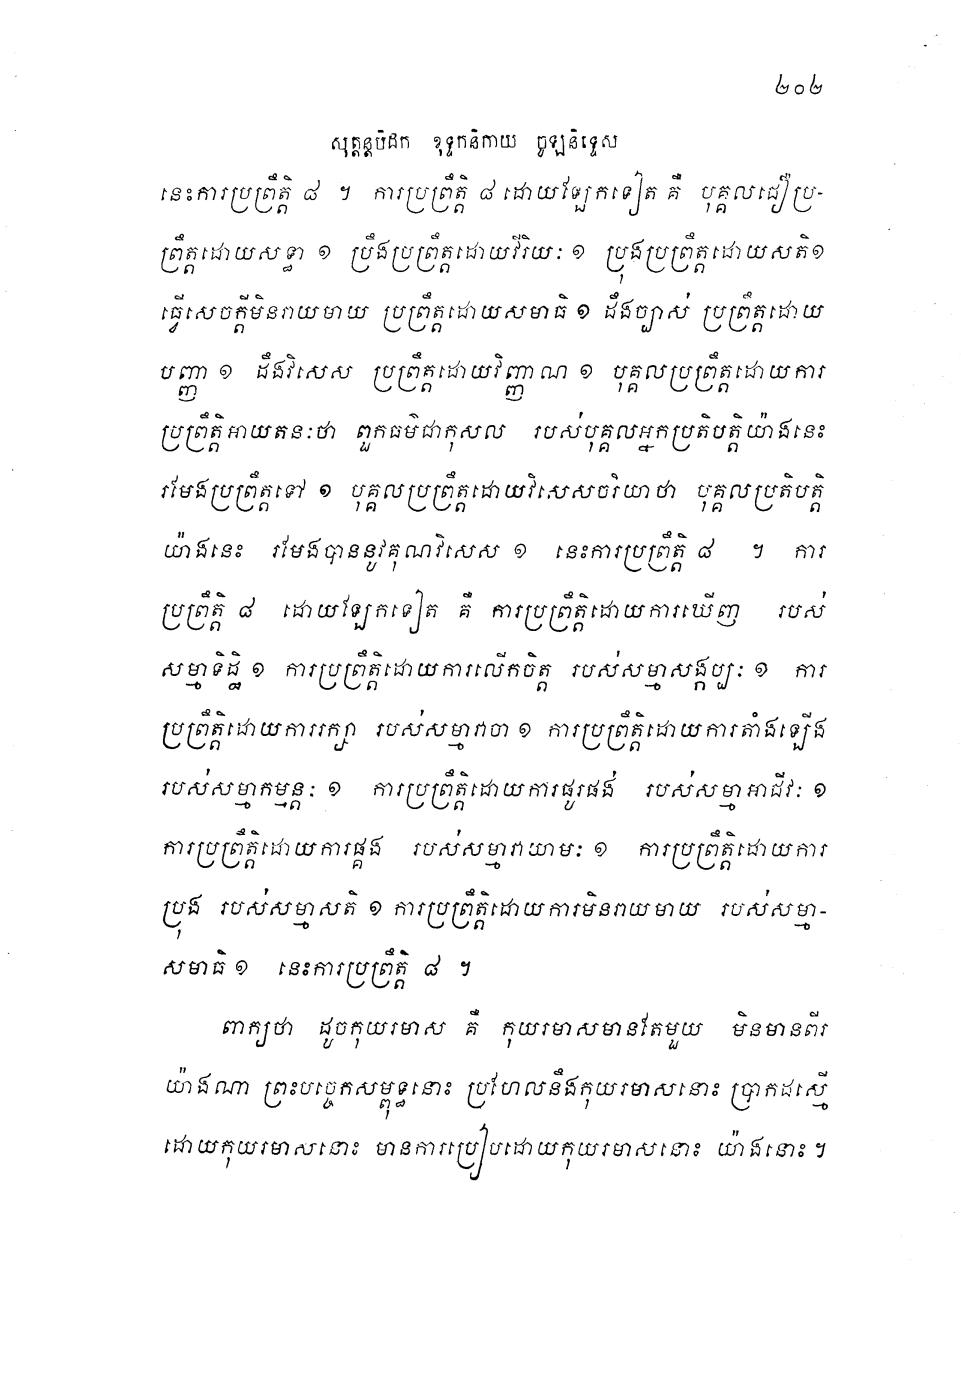 ២០២
សុត្តន្តបិដក ខុទ្ទកនិកាយ ចូឡនិទ្ទេស
នេះការប្រព្រឹត្តិ ៨ ។ ការប្រព្រឹត្តិ ៨ ដោយឡែកទៀត គឺ បុគ្គលជឿប្រ-
ព្រឹត្តដោយសទ្ធា ១ ប្រឹងប្រព្រឹត្តដោយវីរិយៈ ១ ប្រុងប្រព្រឹត្តដោយសតិ១
ធ្វើសេចក្តីមិនរាយមាយ ប្រព្រឹត្តដោយសមាធិ ១ ដឹងច្បាស់ ប្រព្រឹត្តដោយ
បញ្ញា ១ ដឹងវិសេស ប្រព្រឹត្តដោយវិញ្ញាណ ១ បុគ្គលប្រព្រឹត្តដោយការ
ប្រព្រឹត្តិអាយតនៈថា ពួកធម៌ជាកុសល របស់បុគ្គលអ្នកប្រតិបត្តិយ៉ាងនេះ
រមែងប្រព្រឹត្តទៅ ១ បុគ្គលប្រព្រឹត្តដោយវិសេសចរិយាថា បុគ្គលប្រតិបត្តិ
យ៉ាងនេះ រមែងបាននូវគុណវិសេស ១ នេះការប្រព្រឹត្តិ ៨ ។ ការ
ប្រព្រឹត្តិ ៨ ដោយឡែកទៀត គឺ ការប្រព្រឹត្តិដោយការឃើញ របស់
សម្មាទិដ្ឋិ ១ ការប្រព្រឹត្តិដោយការលើកចិត្ត របស់សម្មាសង្កប្បៈ ១ ការ
ប្រព្រឹត្តិដោយការរក្សា របស់សម្មាវាចា ១ ការប្រព្រឹត្តិដោយការតាំងឡើង
របស់សម្មាកម្មន្តៈ ១ ការប្រព្រឹត្តិដោយការផូរផង់ របស់សម្មាអាជីវៈ ១
ការប្រព្រឹត្តិដោយការផ្គង របស់សម្មាវាយាមៈ ១ ការប្រព្រឹត្តិដោយការ
ប្រុង របស់សម្មាសតិ ១ ការប្រព្រឹត្តិដោយការមិនរាយមាយ របស់សម្មា-
សមាធិ ១ នេះការប្រព្រឹត្តិ ៨ ។
ពាក្យថា ដូចកុយរមាស គឺ កុយរមាសមានតែមួយ មិនមានពីរ
យ៉ាងណា ព្រះបច្ចេកសម្ពុទ្ធនោះ ប្រហែលនឹងកុយរមាសនោះ ប្រាកដស្មើ
ដោយកុយរមាសនោះ មានការប្រៀបដោយកុយរមាសនោះ យ៉ាងនោះ ។